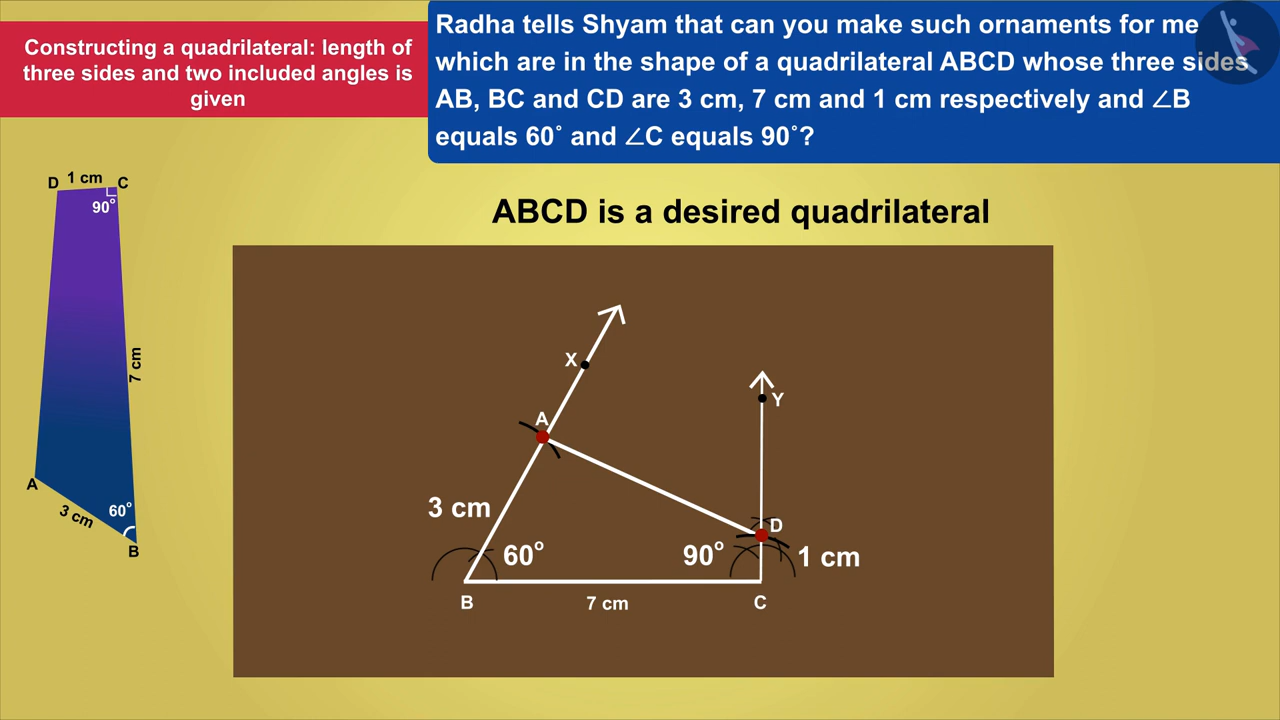 Constructing a quadrilateral: length of
three sides and two included angles is
given
Radha tells Shyam that can you make such ornaments for me
which are in the shape of a quadrilateral ABCD whose three sides
AB, BC and CD are 3 cm, 7 cm and 1 cm respectively and ∠B
equals 60˚ and ∠C equals 90˚?
ABCD is a desired quadrilateral
D 1 cm C
90°
7 cm
A
3 cm
60°
B
X
A
Y
3 cm
D
60°
90°
1 cm
B
7 cm
C